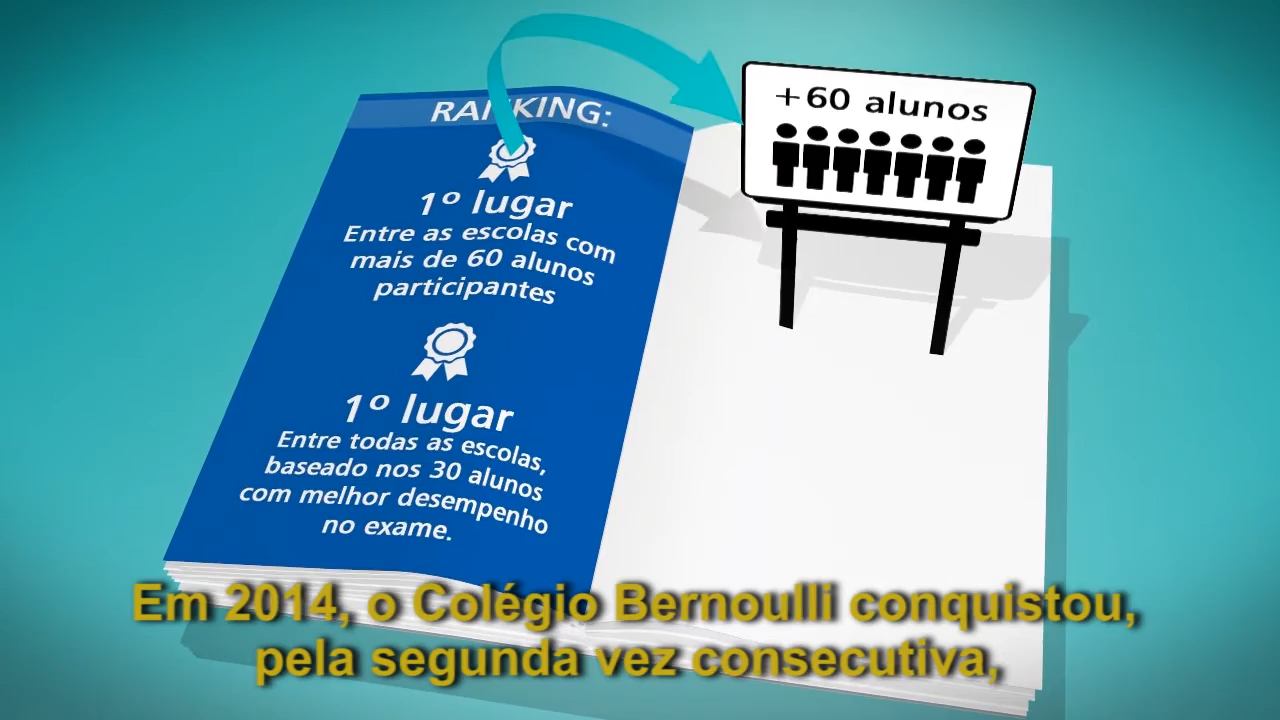 RANKING:
1º lugar
Entre as escolas com
mais de 60 alunos
participantes
1º lugar
Entre todas as escolas,
baseado nos 30 alunos
com melhor desempenho
no exame.
+60 alunos
Em 2014, o Colégio Bernoulli conquistou,
pela segunda vez consecutiva,